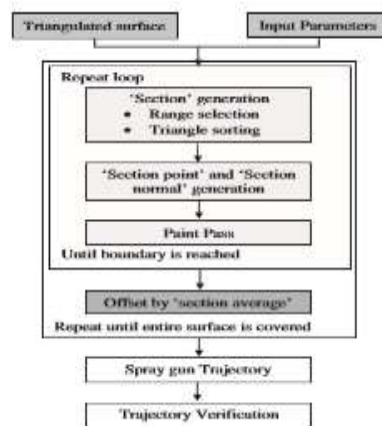 Triangulated surface
Input Parameters
Repeat loop
'Section' generation
• Range selection
• Triangle sorting
'Section point' and 'Section
normal' generation
Paint Pass
Until boundary is reached
Offset by 'section average'
Repeat until entire surface is covered
Spray gun Trajectory
Trajectory Verification